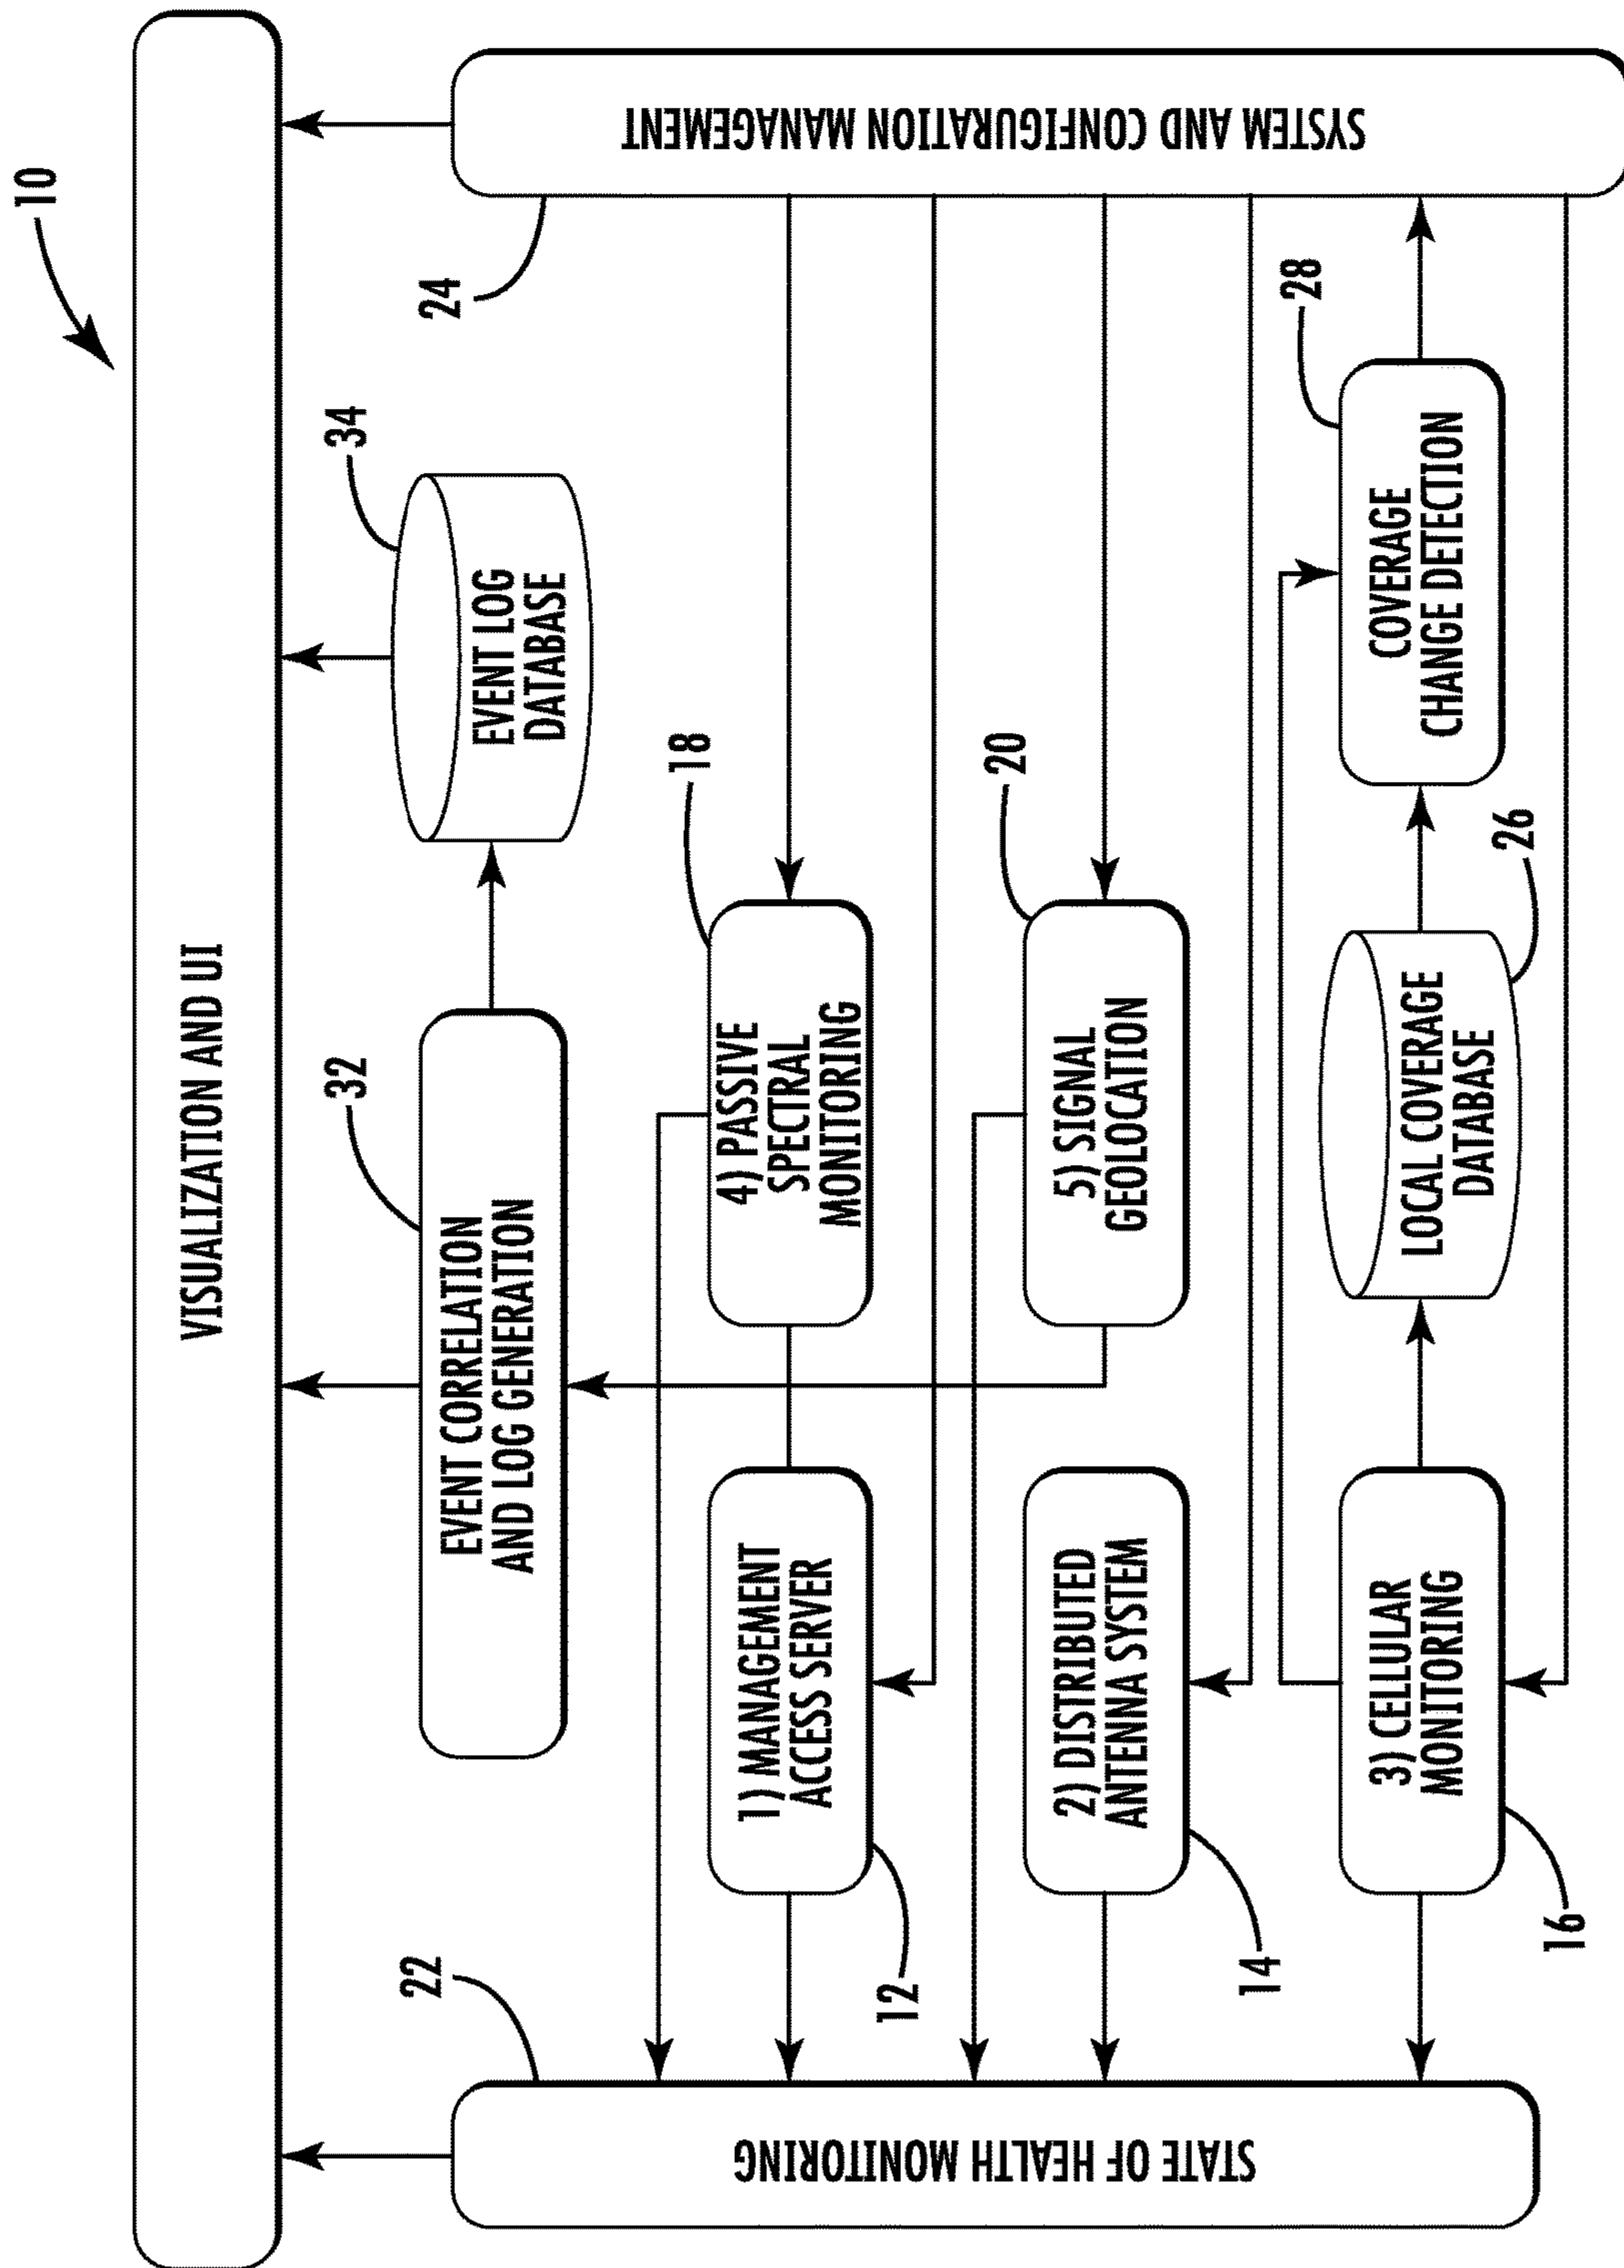 10
VISUALIZATION AND UI
22
32
34
24
EVENT CORRELATION
AND LOG GENERATION
EVENT LOG
DATABASE
STATE OF HEALTH MONITORING
SYSTEM AND CONFIGURATION MANAGEMENT
18
1) MANAGEMENT
ACCESS SERVER
4) PASSIVE
SPECTRAL
MONITORING
12
20
2) DISTRIBUTED
ANTENNA SYSTEM
5) SIGNAL
GEOLOCATION
14
28
3) CELLULAR
MONITORING
LOCAL COVERAGE
DATABASE
COVERAGE
CHANGE DETECTION
26
16